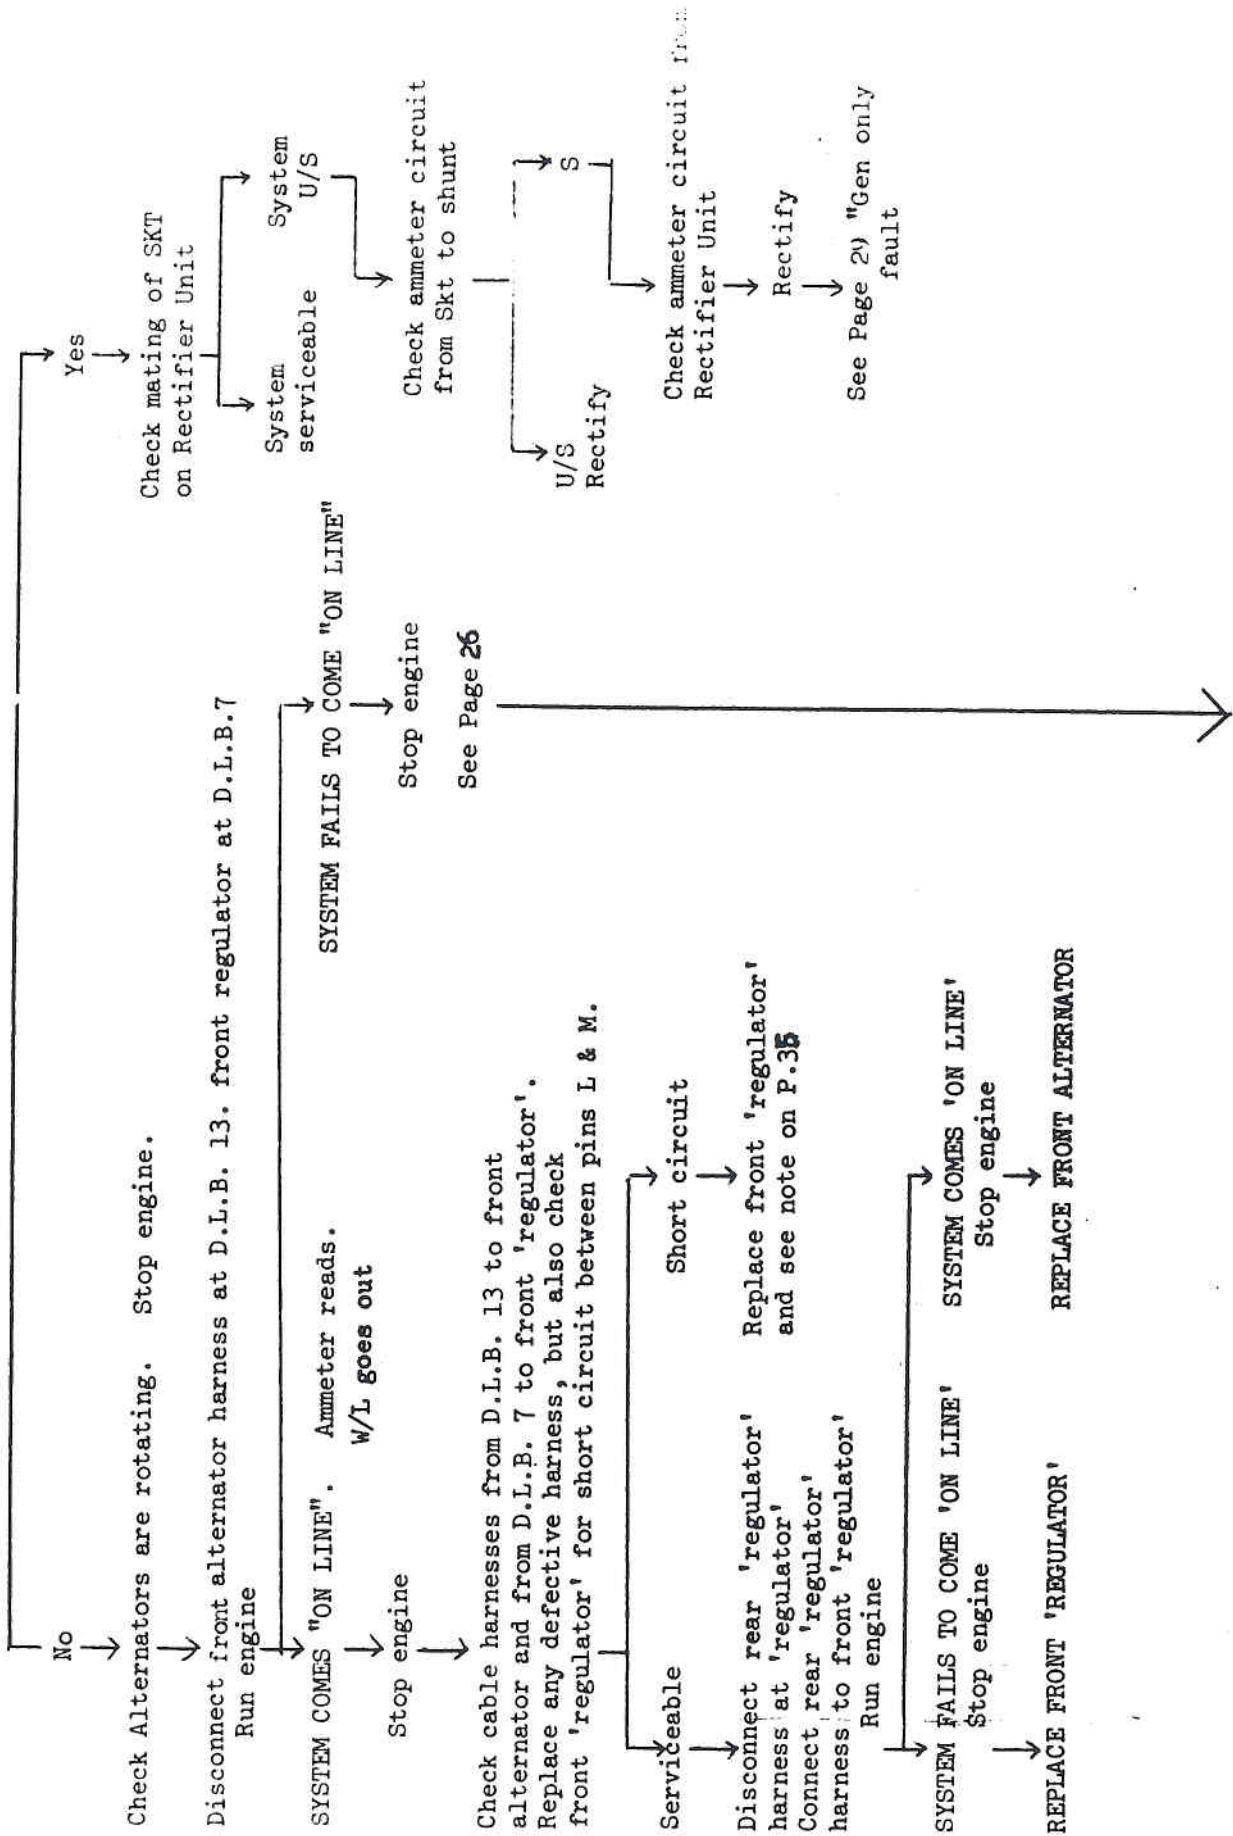 No
Check Alternators are rotating. Stop engine.
Disconnect front alternator harness at D.L.B. 13. front regulator at D.L.B.7
Run engine
SYSTEM COMES "ON LINE". Ammeter reads.
W/L goes out
Stop engine
Check cable harnesses from D.L.B. 13 to front
alternator and from D.L.B. 7 to front 'regulator'.
Replace any defective harness, but also check
front 'regulator' for short circuit between pins L & M.
Serviceable
Disconnect rear 'regulator'
harness at 'regulator'
Connect rear 'regulator'
harness to front 'regulator'
Run engine
SYSTEM FAILS TO COME 'ON LINE'
Stop engine
REPLACE FRONT 'REGULATOR'
SYSTEM COMES 'ON LINE'
Stop engine
REPLACE FRONT ALTERNATOR
Short circuit
Replace front 'regulator'
and see note on P.35
SYSTEM FAILS TO COME "ON LINE"
Stop engine
See Page 26
Yes
Check mating of SKT
on Rectifier Unit
System
serviceable
System
U/S
Check ammeter circuit
from Skt to shunt
U/S
Rectify
S
Check ammeter circuit
Rectifier Unit
Rectify
See Page 29 "Gen only
fault